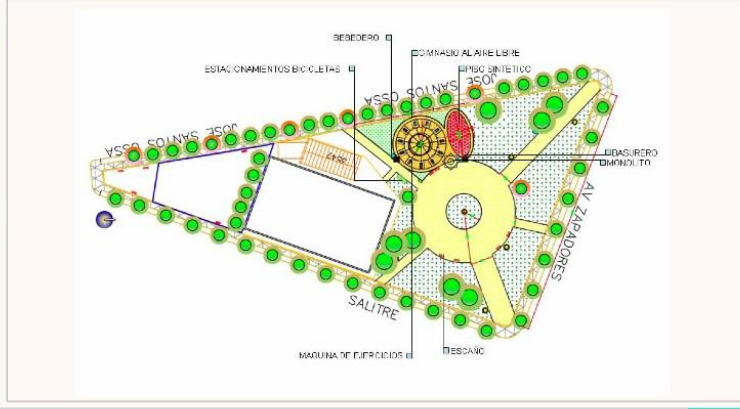 BEBEDERO
GIMNASIO AL AIRE LIBRE
ESTACIONAMIENTOS BICICLETAS
PISO SINTETICO
JOSE SANTOS OSSA
JOSE SANTOS OSSA
BASURERO
MONOLITO
AV ZAPADORES
SALITRE
MAQUINA DE EJERCICIOS
ESCAÑO